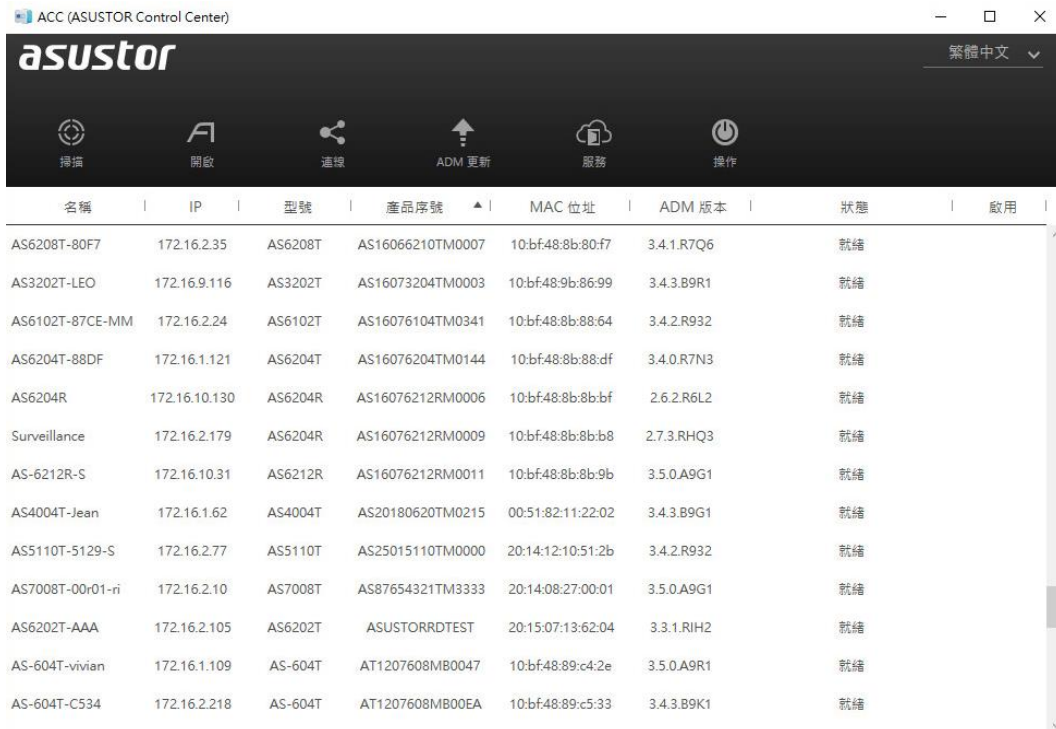 ACC (ASUSTOR Control Center)
asustor
繁體中文
掃描 開啟 連線 ADM 更新 服務 操作
名稱 IP 型號 產品序號 MAC 位址 ADM 版本 狀態 啟用
AS6208T-80F7 172.16.2.35 AS6208T AS16066210TM0007 10:bf:48:8b:80:f7 3.4.1.R7Q6 就緒
AS3202T-LEO 172.16.9.116 AS3202T AS16073204TM0003 10:bf:48:9b:86:99 3.4.3.B9R1 就緒
AS6102T-87CE-MM 172.16.2.24 AS6102T AS16076104TM0341 10:bf:48:8b:88:64 3.4.2.R932 就緒
AS6204T-88DF 172.16.1.121 AS6204T AS16076204TM0144 10:bf:48:8b:88:df 3.4.0.R7N3 就緒
AS6204R 172.16.10.130 AS6204R AS16076212RM0006 10:bf:48:8b:8b:bf 2.6.2.R6L2 就緒
Surveillance 172.16.2.179 AS6204R AS16076212RM0009 10:bf:48:8b:8b:b8 2.7.3.RHQ3 就緒
AS-6212R-S 172.16.10.31 AS6212R AS16076212RM0011 10:bf:48:8b:8b:9b 3.5.0.A9G1 就緒
AS4004T-Jean 172.16.1.62 AS4004T AS20180620TM0215 00:51:82:11:22:02 3.4.3.B9G1 就緒
AS5110T-5129-S 172.16.2.77 AS5110T AS25015110TM0000 20:14:12:10:51:2b 3.4.2.R932 就緒
AS7008T-00r01-ri 172.16.2.10 AS7008T AS87654321TM3333 20:14:08:27:00:01 3.5.0.A9G1 就緒
AS6202T-AAA 172.16.2.105 AS6202T ASUSTORRDTEST 20:15:07:13:62:04 3.3.1.RIH2 就緒
AS-604T-vivian 172.16.1.109 AS-604T AT1207608MB0047 10:bf:48:89:c4:2e 3.5.0.A9R1 就緒
AS-604T-C534 172.16.2.218 AS-604T AT1207608MB00EA 10:bf:48:89:c5:33 3.4.3.B9K1 就緒